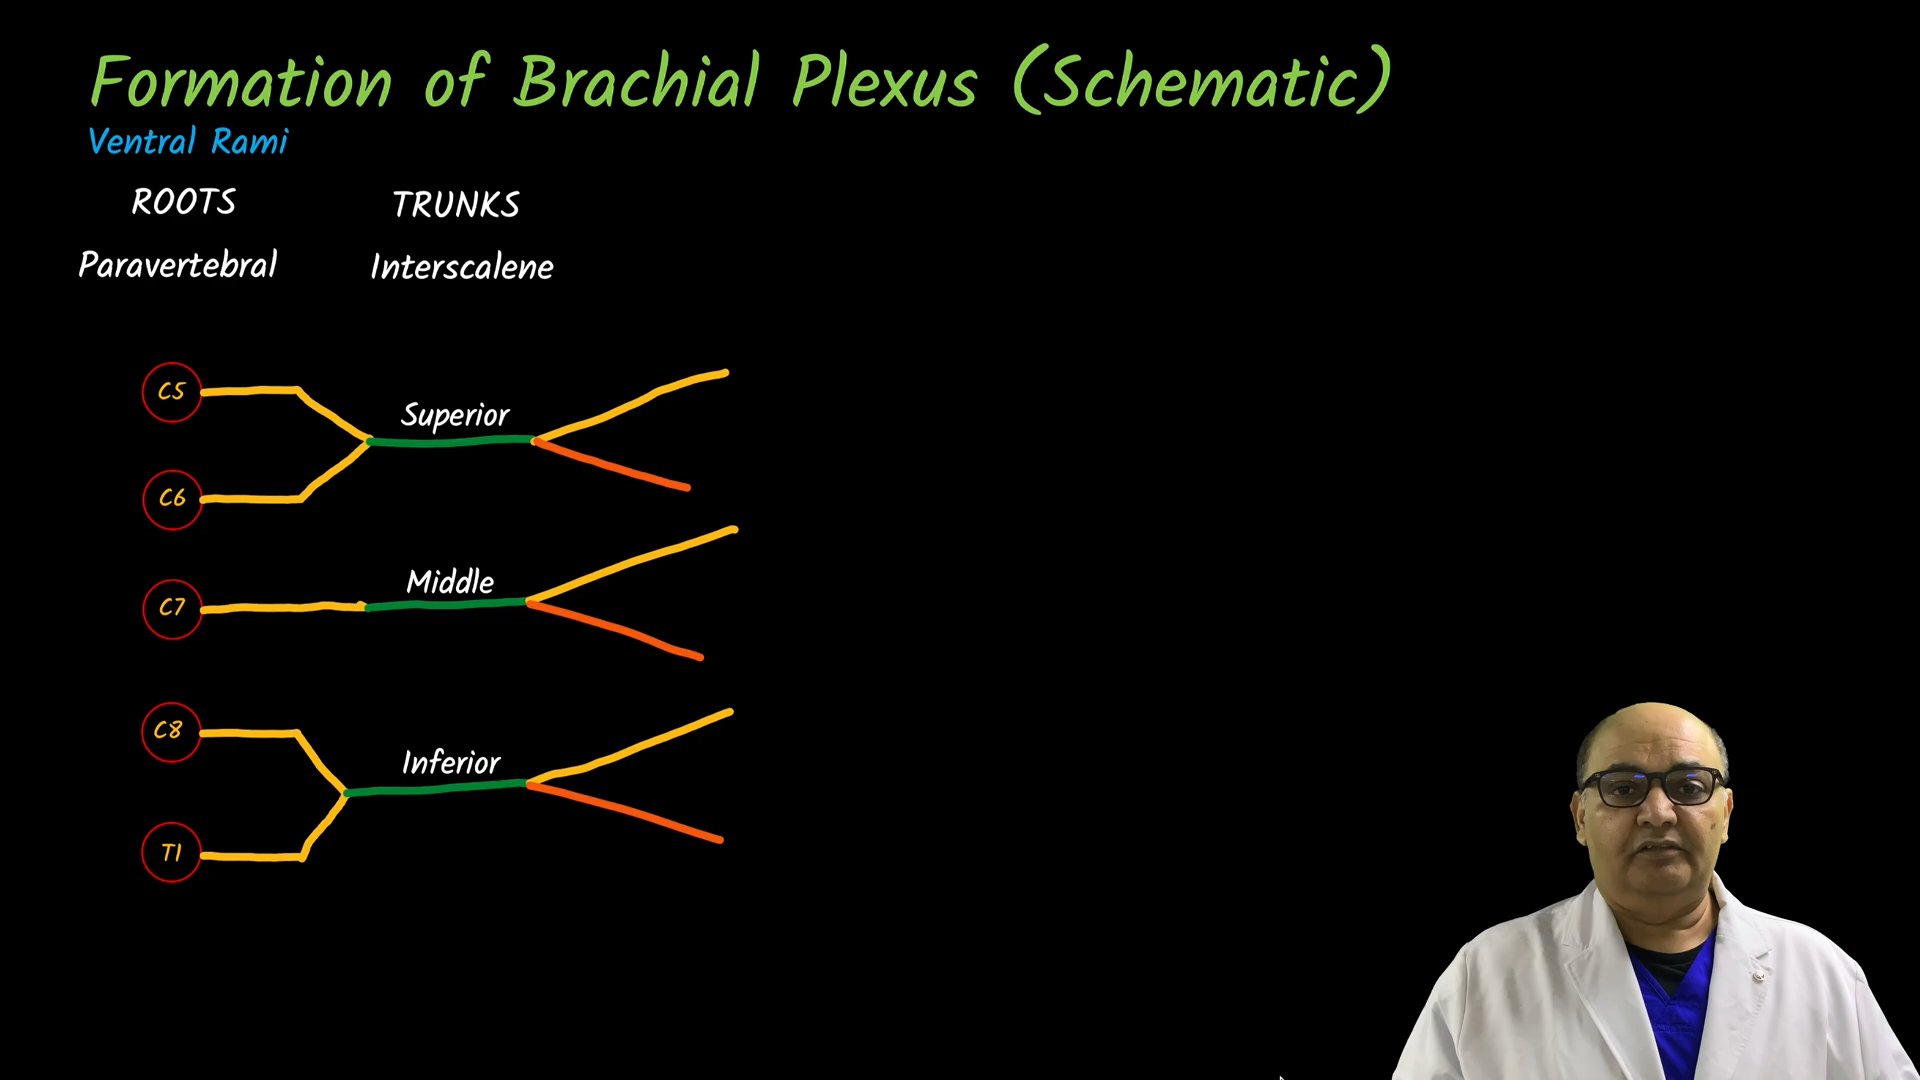 Formation of Brachial Plexus (Schematic)
Ventral Rami
ROOTS TRUNKS
Paravertebral Interscalene
C5
Superior
C6
Middle
C7
C8
Inferior
T1